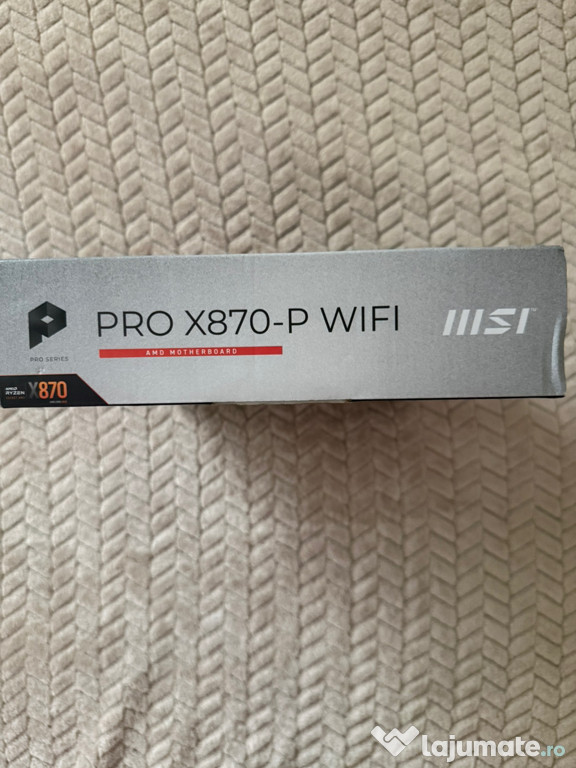 PRO X870-P WIFI
msi
AMD MOTHERBOARD
PRO SERIES
AMD
RYZEN
X870
lajumate.ro